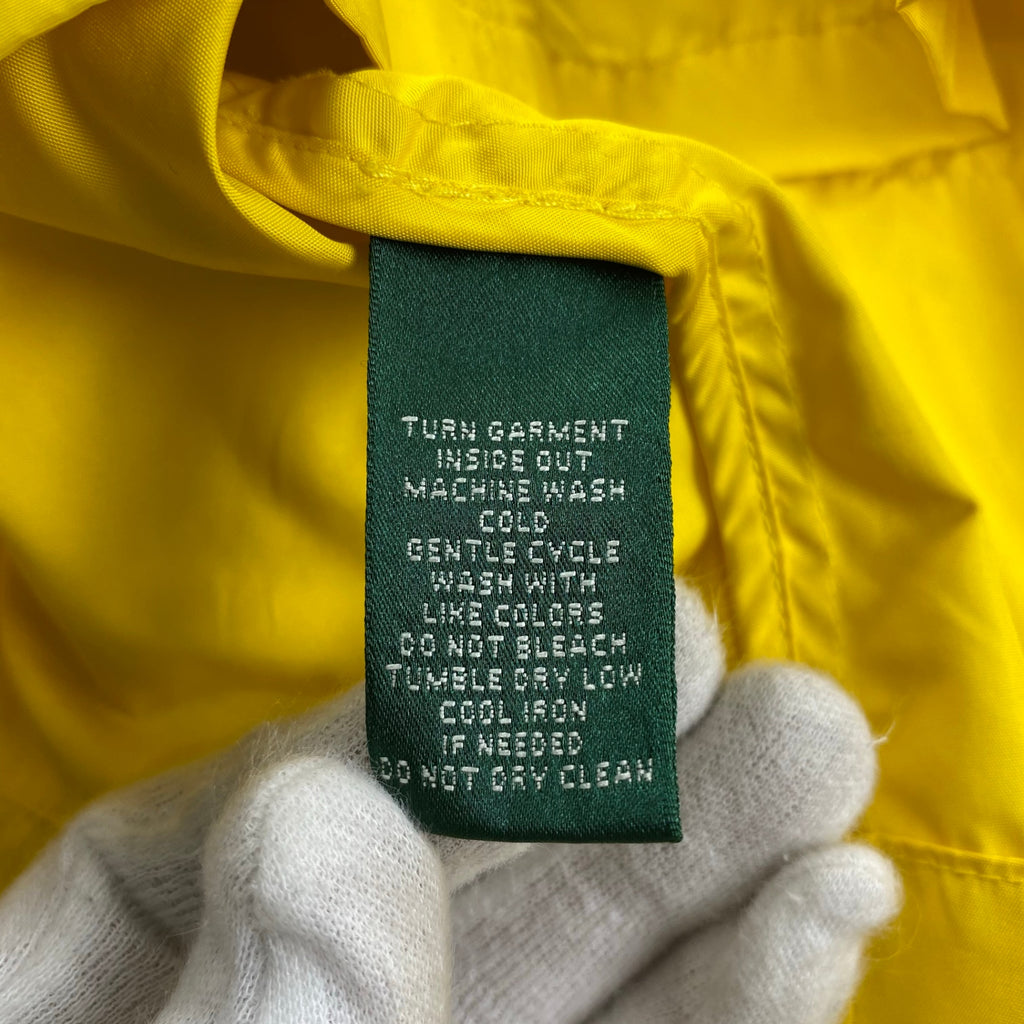 TURN GARMENT
INSIDE OUT
MACHINE WASH
COLD
GENTLE CYCLE
WASH WITH
LIKE COLORS
DO NOT BLEACH
TUMBLE DRY LOW
COOL IRON
IF NEEDED
DO NOT DRY CLEAN